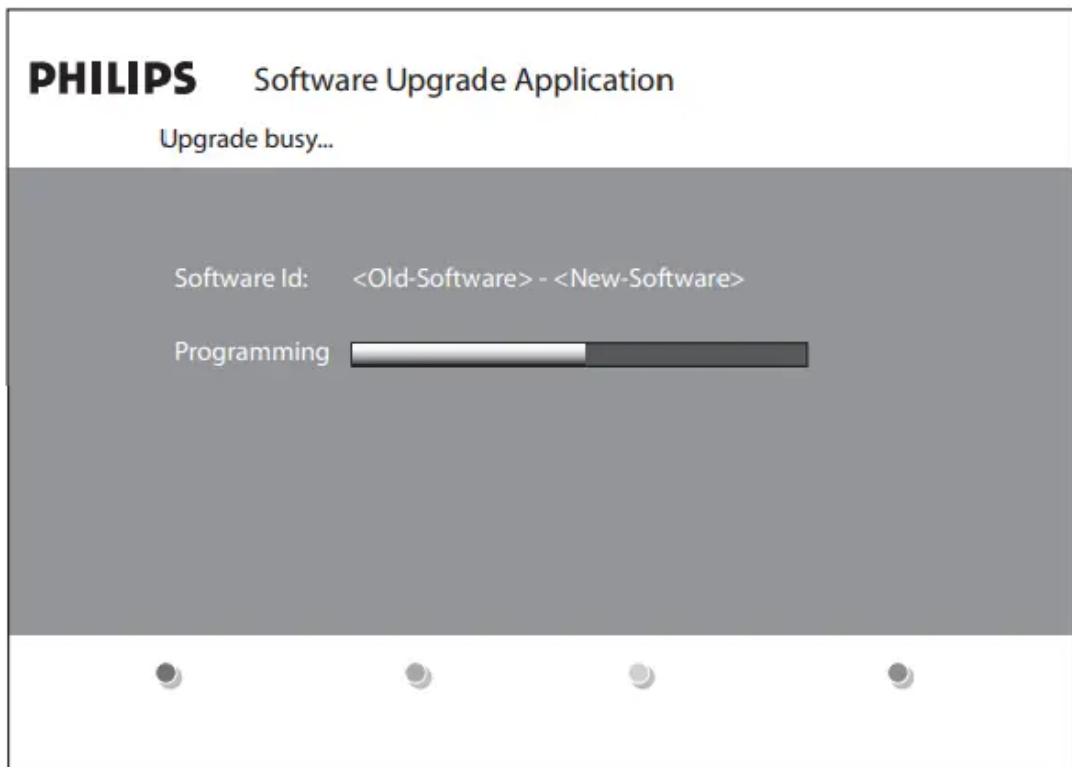 PHILIPS Software Upgrade Application
Upgrade busy...
Software Id: <Old-Software> - <New-Software>
Programming